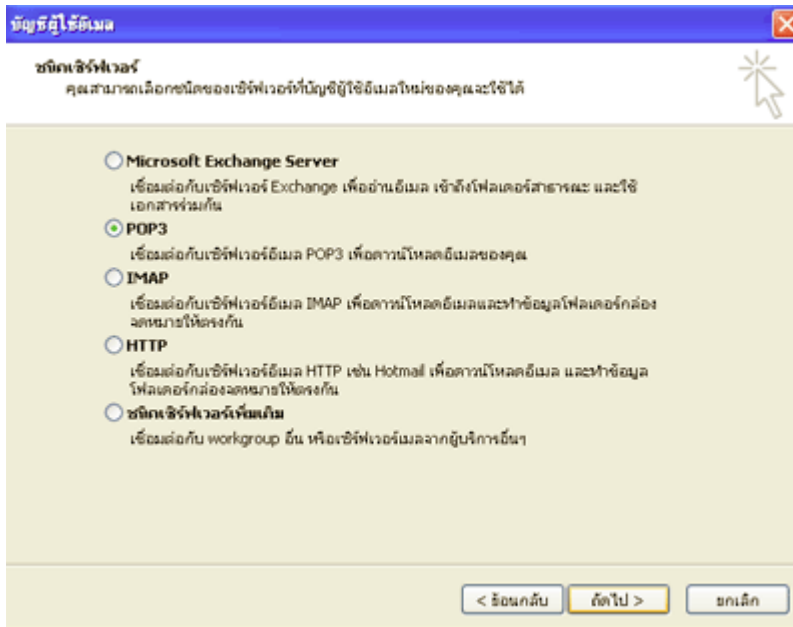 บัญชีผู้ใช้อีเมล
ชนิดเซิร์ฟเวอร์
คุณสามารถเลือกชนิดของเซิร์ฟเวอร์ที่บัญชีผู้ใช้อีเมลใหม่ของคุณจะใช้ได้
Microsoft Exchange Server
เชื่อมต่อกับเซิร์ฟเวอร์ Exchange เพื่ออ่านอีเมล เข้าถึงโฟลเดอร์สาธารณะ และใช้
เอกสารร่วมกัน
POP3
เชื่อมต่อกับเซิร์ฟเวอร์อีเมล POP3 เพื่อดาวน์โหลดอีเมลของคุณ
IMAP
เชื่อมต่อกับเซิร์ฟเวอร์อีเมล IMAP เพื่อดาวน์โหลดอีเมลและทำข้อมูลโฟลเดอร์กล่อง
จดหมายให้ตรงกัน
HTTP
เชื่อมต่อกับเซิร์ฟเวอร์อีเมล HTTP เช่น Hotmail เพื่อดาวน์โหลดอีเมล และทำข้อมูล
โฟลเดอร์กล่องจดหมายให้ตรงกัน
ชนิดเซิร์ฟเวอร์เพิ่มเติม
เชื่อมต่อกับ workgroup อื่น หรือเซิร์ฟเวอร์เมลจากผู้บริการอื่นๆ
< ย้อนกลับ
ถัดไป >
ยกเลิก